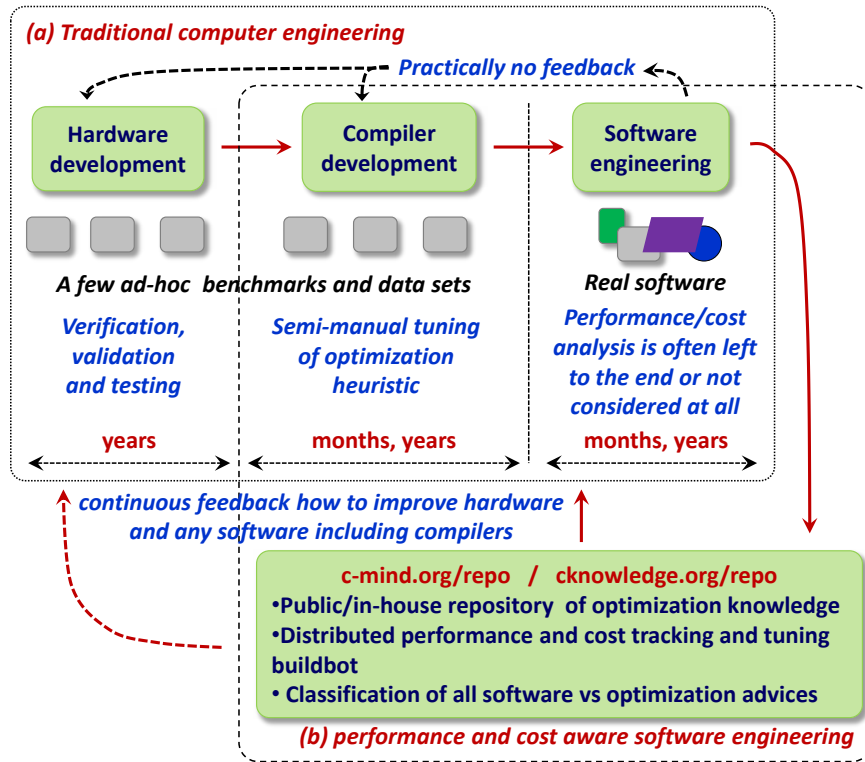 (a) Traditional computer engineering
Practically no feedback
Hardware
development
Compiler
development
Software
engineering
A few ad-hoc benchmarks and data sets
Real software
Verification,
validation
and testing
Semi-manual tuning
of optimization
heuristic
Performance/cost
analysis is often left
to the end or not
considered at all
years
months, years
months, years
continuous feedback how to improve hardware
and any software including compilers
c-mind.org/repo / cknowledge.org/repo
•Public/in-house repository of optimization knowledge
•Distributed performance and cost tracking and tuning
buildbot
• Classification of all software vs optimization advices
(b) performance and cost aware software engineering